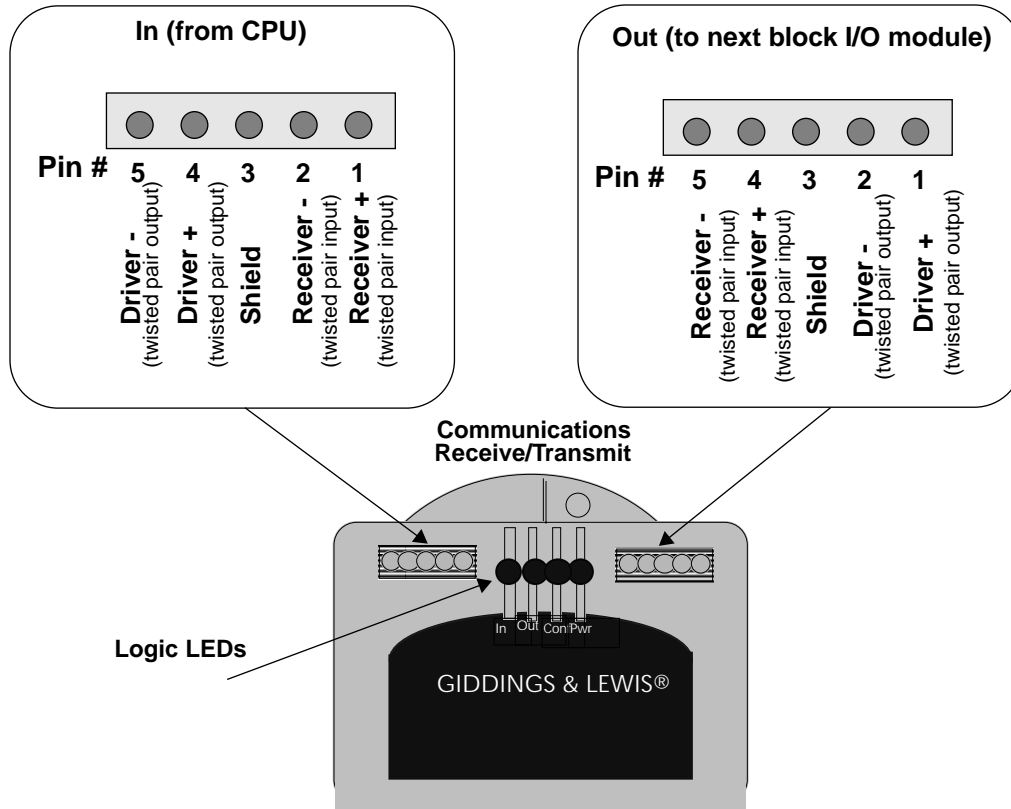 In (from CPU)
Pin # 5 4 3 2 1
Driver -
(twisted pair output)
Driver +
(twisted pair output)
Shield
Receiver -
(twisted pair input)
Receiver +
(twisted pair input)
Out (to next block I/O module)
Pin # 5 4 3 2 1
Receiver -
(twisted pair input)
Receiver +
(twisted pair input)
Shield
Driver -
(twisted pair output)
Driver +
(twisted pair output)
Communications
Receive/Transmit
Logic LEDs
In Out Cont Pwr
GIDDINGS & LEWIS®